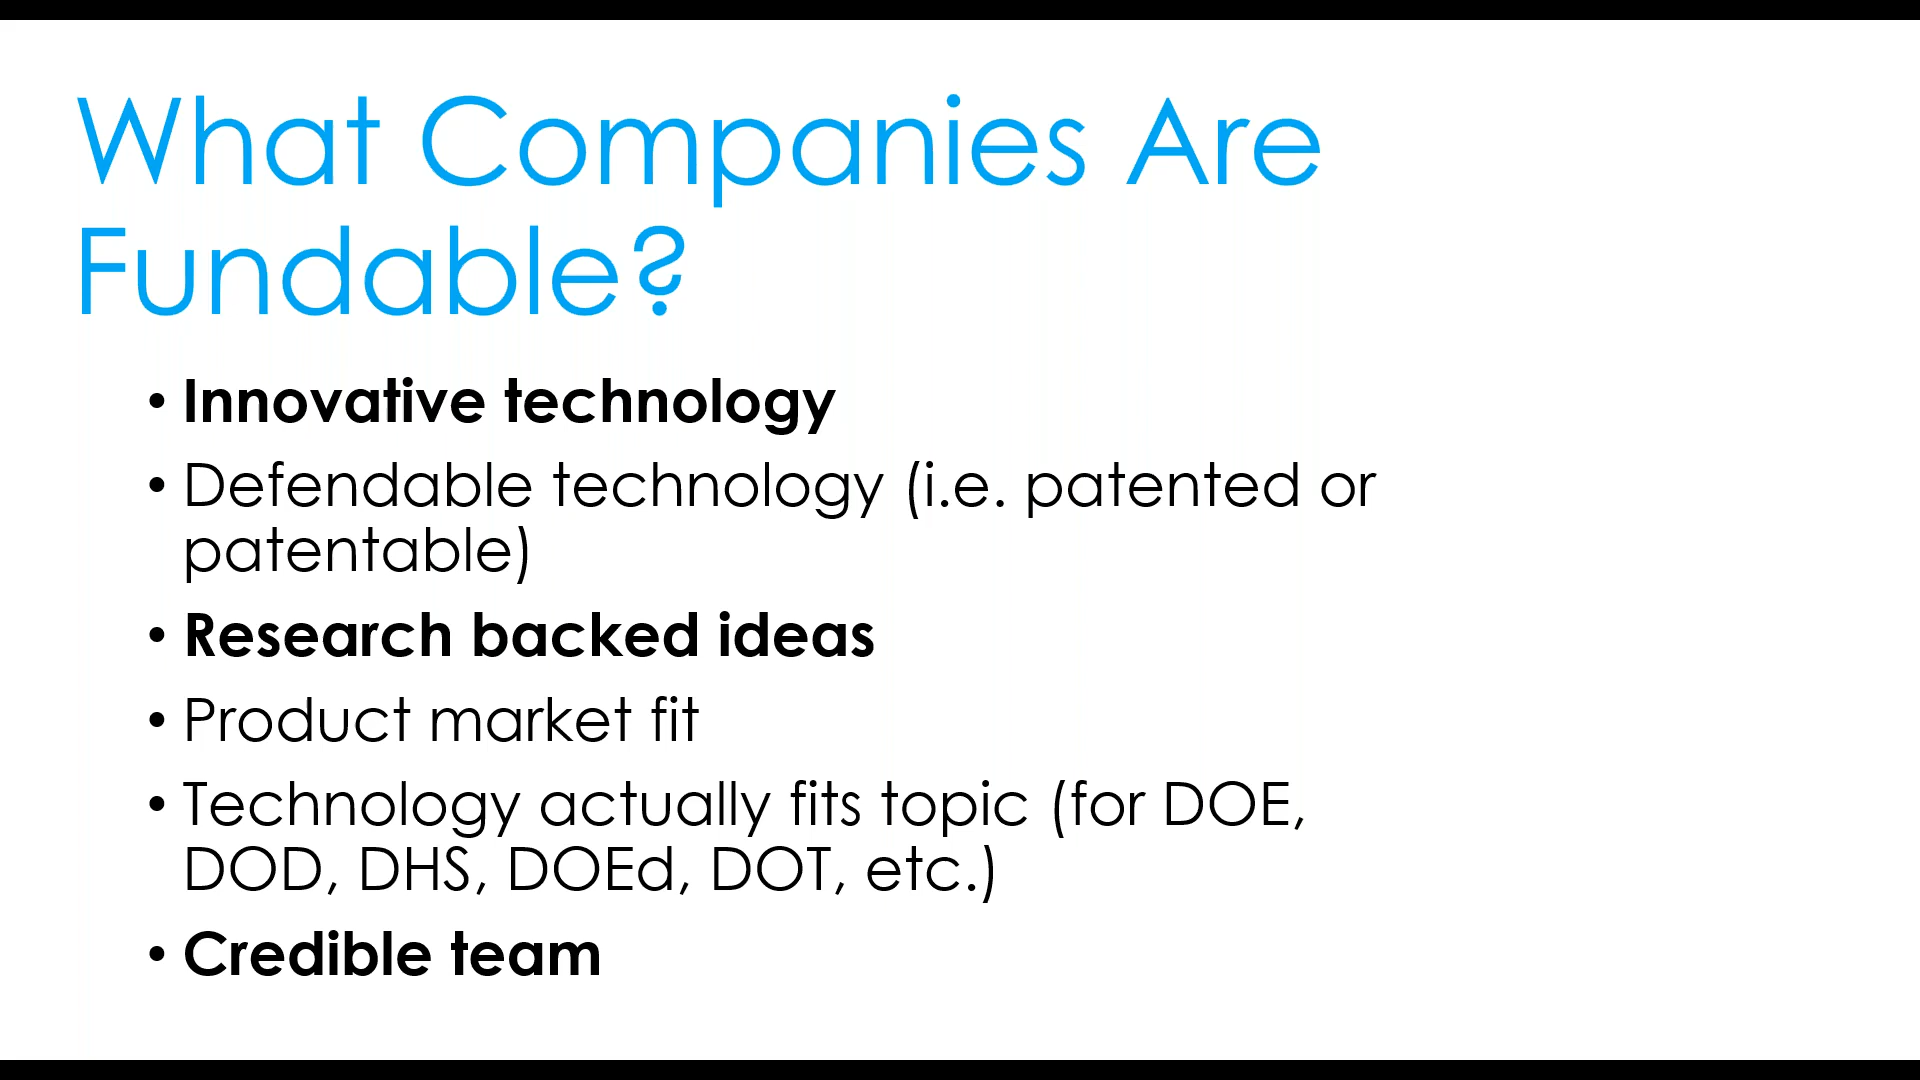 What Companies Are
Fundable?
• Innovative technology
• Defendable technology (i.e. patented or
patentable)
• Research backed ideas
• Product market fit
• Technology actually fits topic (for DOE,
DOD, DHS, DOEd, DOT, etc.)
• Credible team